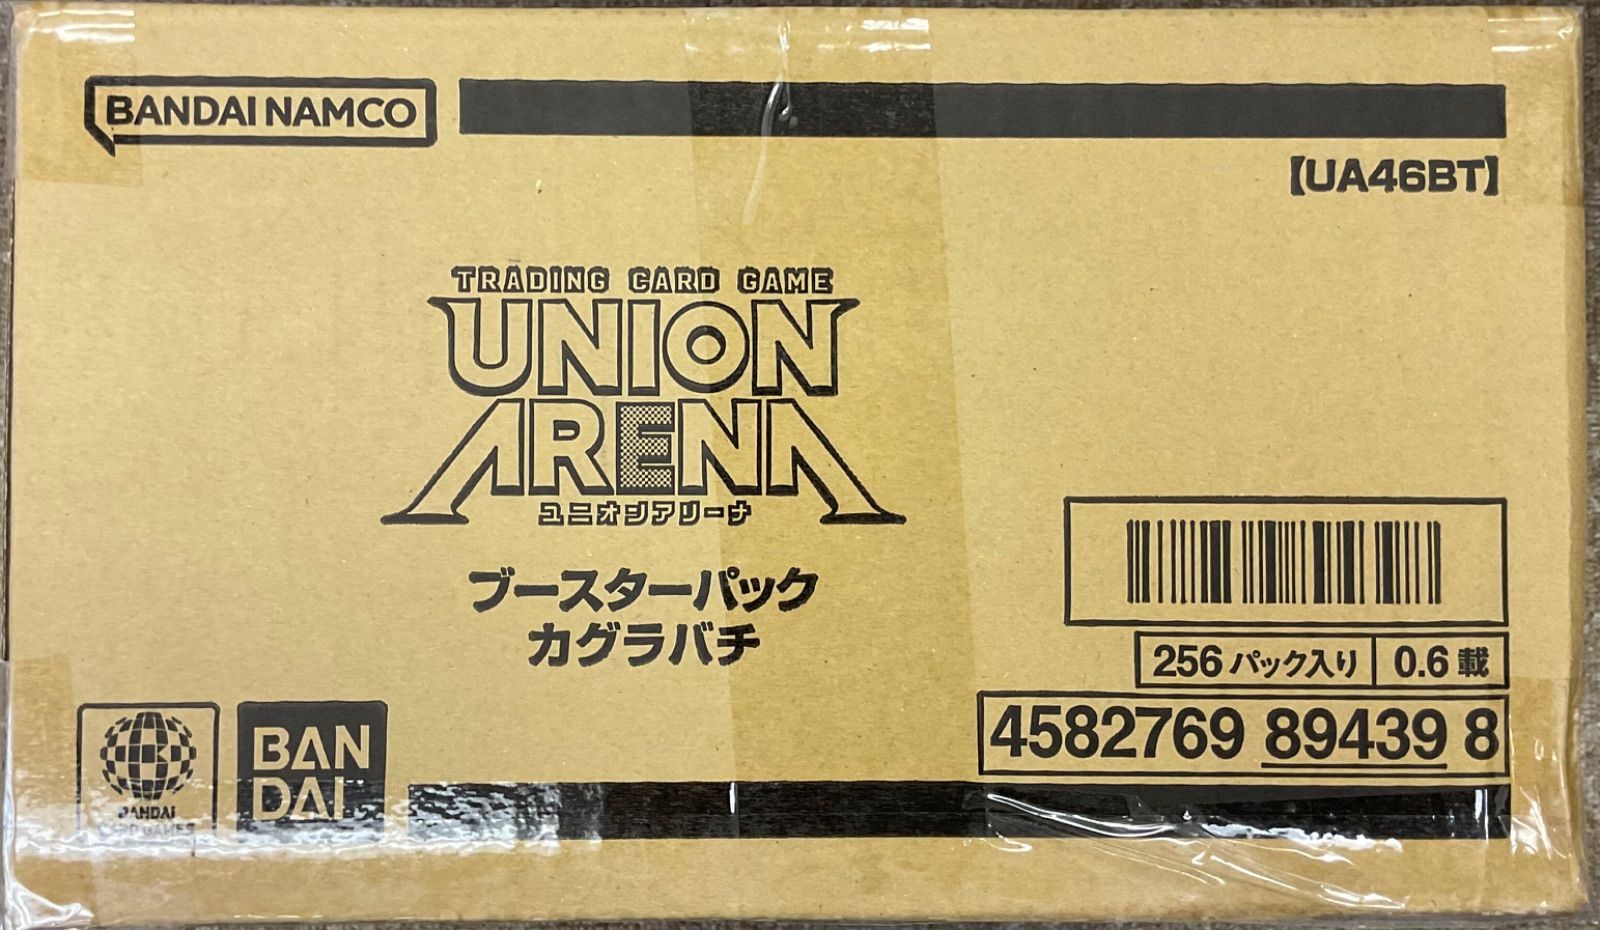 BANDAI NAMCO
【UA46BT】
TRADING CARD GAME
UNION
ARENA
ユニオンアリーナ
ブースターパック
カグラバチ
256 パック入り
0.6 載
4582769 89439 8
BANDAI
CARD GAMES
BAN
DAI